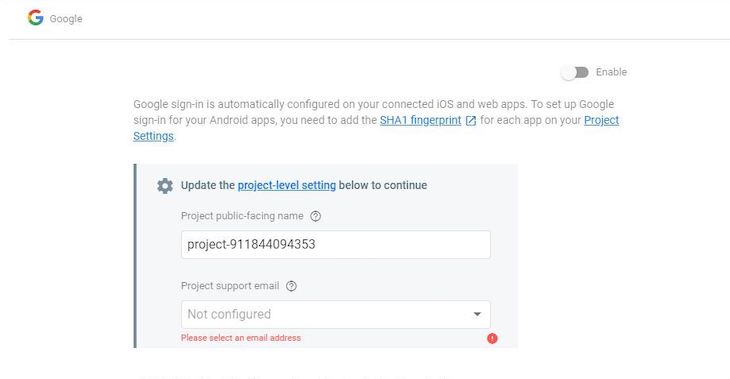 Google
Enable
Google sign-in is automatically configured on your connected iOS and web apps. To set up Google
sign-in for your Android apps, you need to add the SHA1 fingerprint for each app on your Project
Settings.
Update the project-level setting below to continue
Project public-facing name
project-911844094353
Project support email
Not configured
Please select an email address